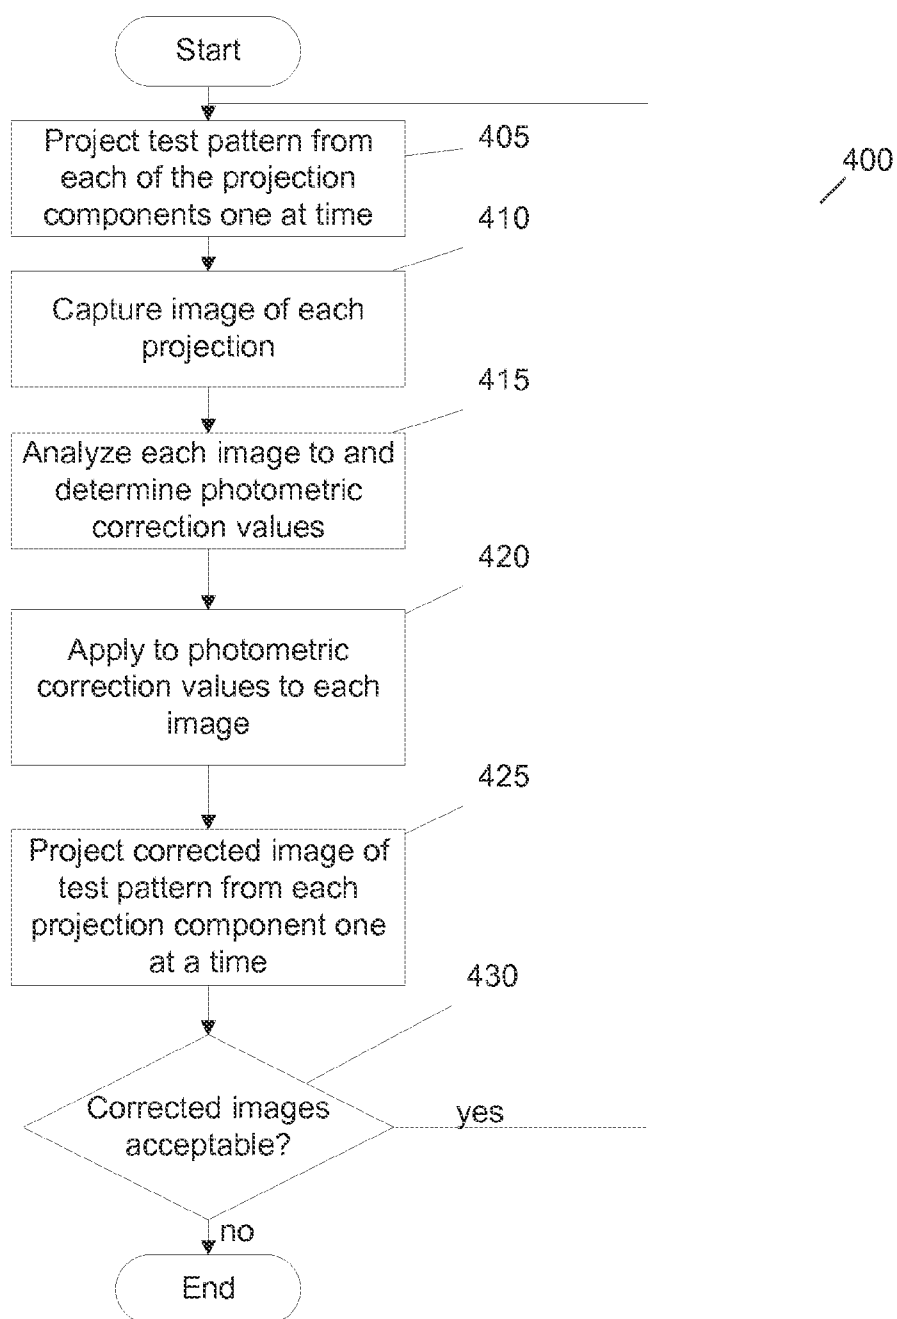 Start
Project test pattern from
each of the projection
components one at time
405
400
410
Capture image of each
projection
415
Analyze each image to and
determine photometric
correction values
420
Apply to photometric
correction values to each
image
425
Project corrected image of
test pattern from each
projection component one
at a time
430
Corrected images
acceptable?
yes
no
End